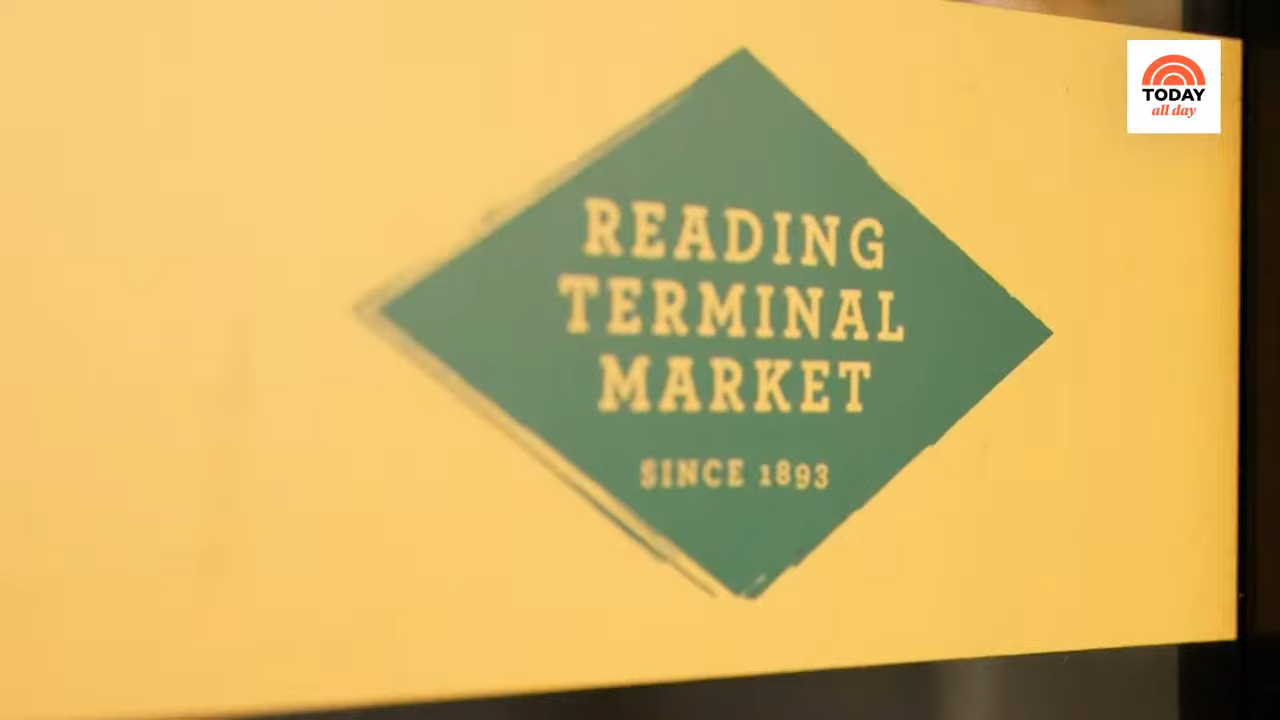 READING
TERMINAL
MARKET
SINCE 1893
TODAY
all day